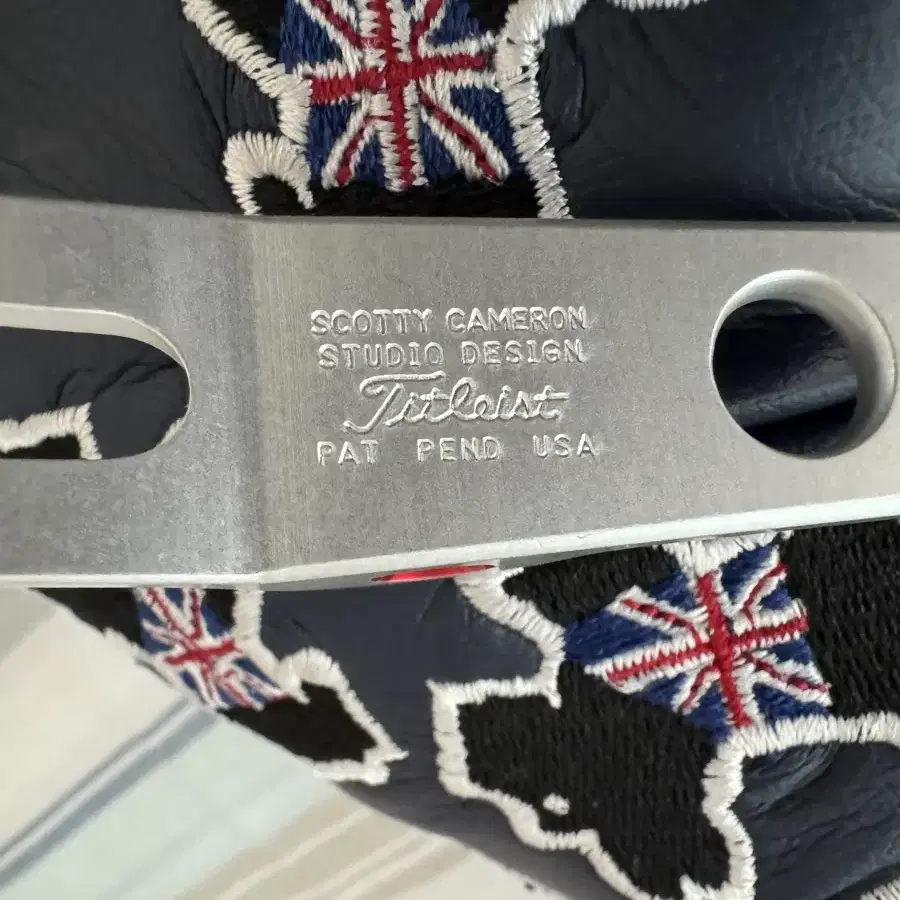 SCOTTY CAMERON
STUDIO DESIGN
Titleist
PAT PEND USA